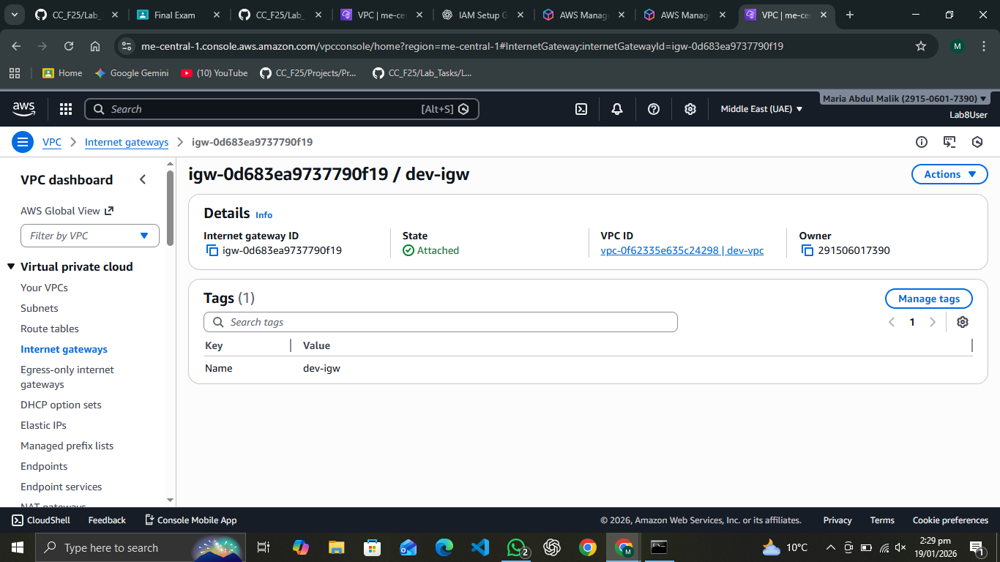 CC_F25/Lab_
Final Exam
CC_F25/Lab_
VPC | me-ce
IAM Setup G
AWS Manag
AWS Manag
VPC | me-ce
me-central-1.console.aws.amazon.com/vpcconsole/home?region=me-central-1#InternetGateway:internetGatewayId=igw-0d683ea9737790f19
M
Home
Google Gemini
(10) YouTube
CC_F25/Projects/Pr...
CC_F25/Lab_Tasks/L...
aws
Search
[Alt+S]
Middle East (UAE)
Maria Abdul Malik (2915-0601-7390)
Lab8User
VPC
Internet gateways
igw-0d683ea9737790f19
VPC dashboard
AWS Global View
Filter by VPC
Virtual private cloud
Your VPCs
Subnets
Route tables
Internet gateways
Egress-only internet
gateways
DHCP option sets
Elastic IPs
Managed prefix lists
Endpoints
Endpoint services
NAT gateways
igw-0d683ea9737790f19 / dev-igw
Actions
Details Info
Internet gateway ID
igw-0d683ea9737790f19
State
Attached
VPC ID
vpc-0f62335e635c24298 | dev-vpc
Owner
291506017390
Tags (1)
Manage tags
Search tags
1
Key Value
Name dev-igw
CloudShell
Feedback
Console Mobile App
© 2026, Amazon Web Services, Inc. or its affiliates.
Privacy
Terms
Cookie preferences
Type here to search
2
M
10°C
2:29 pm
19/01/2026
1